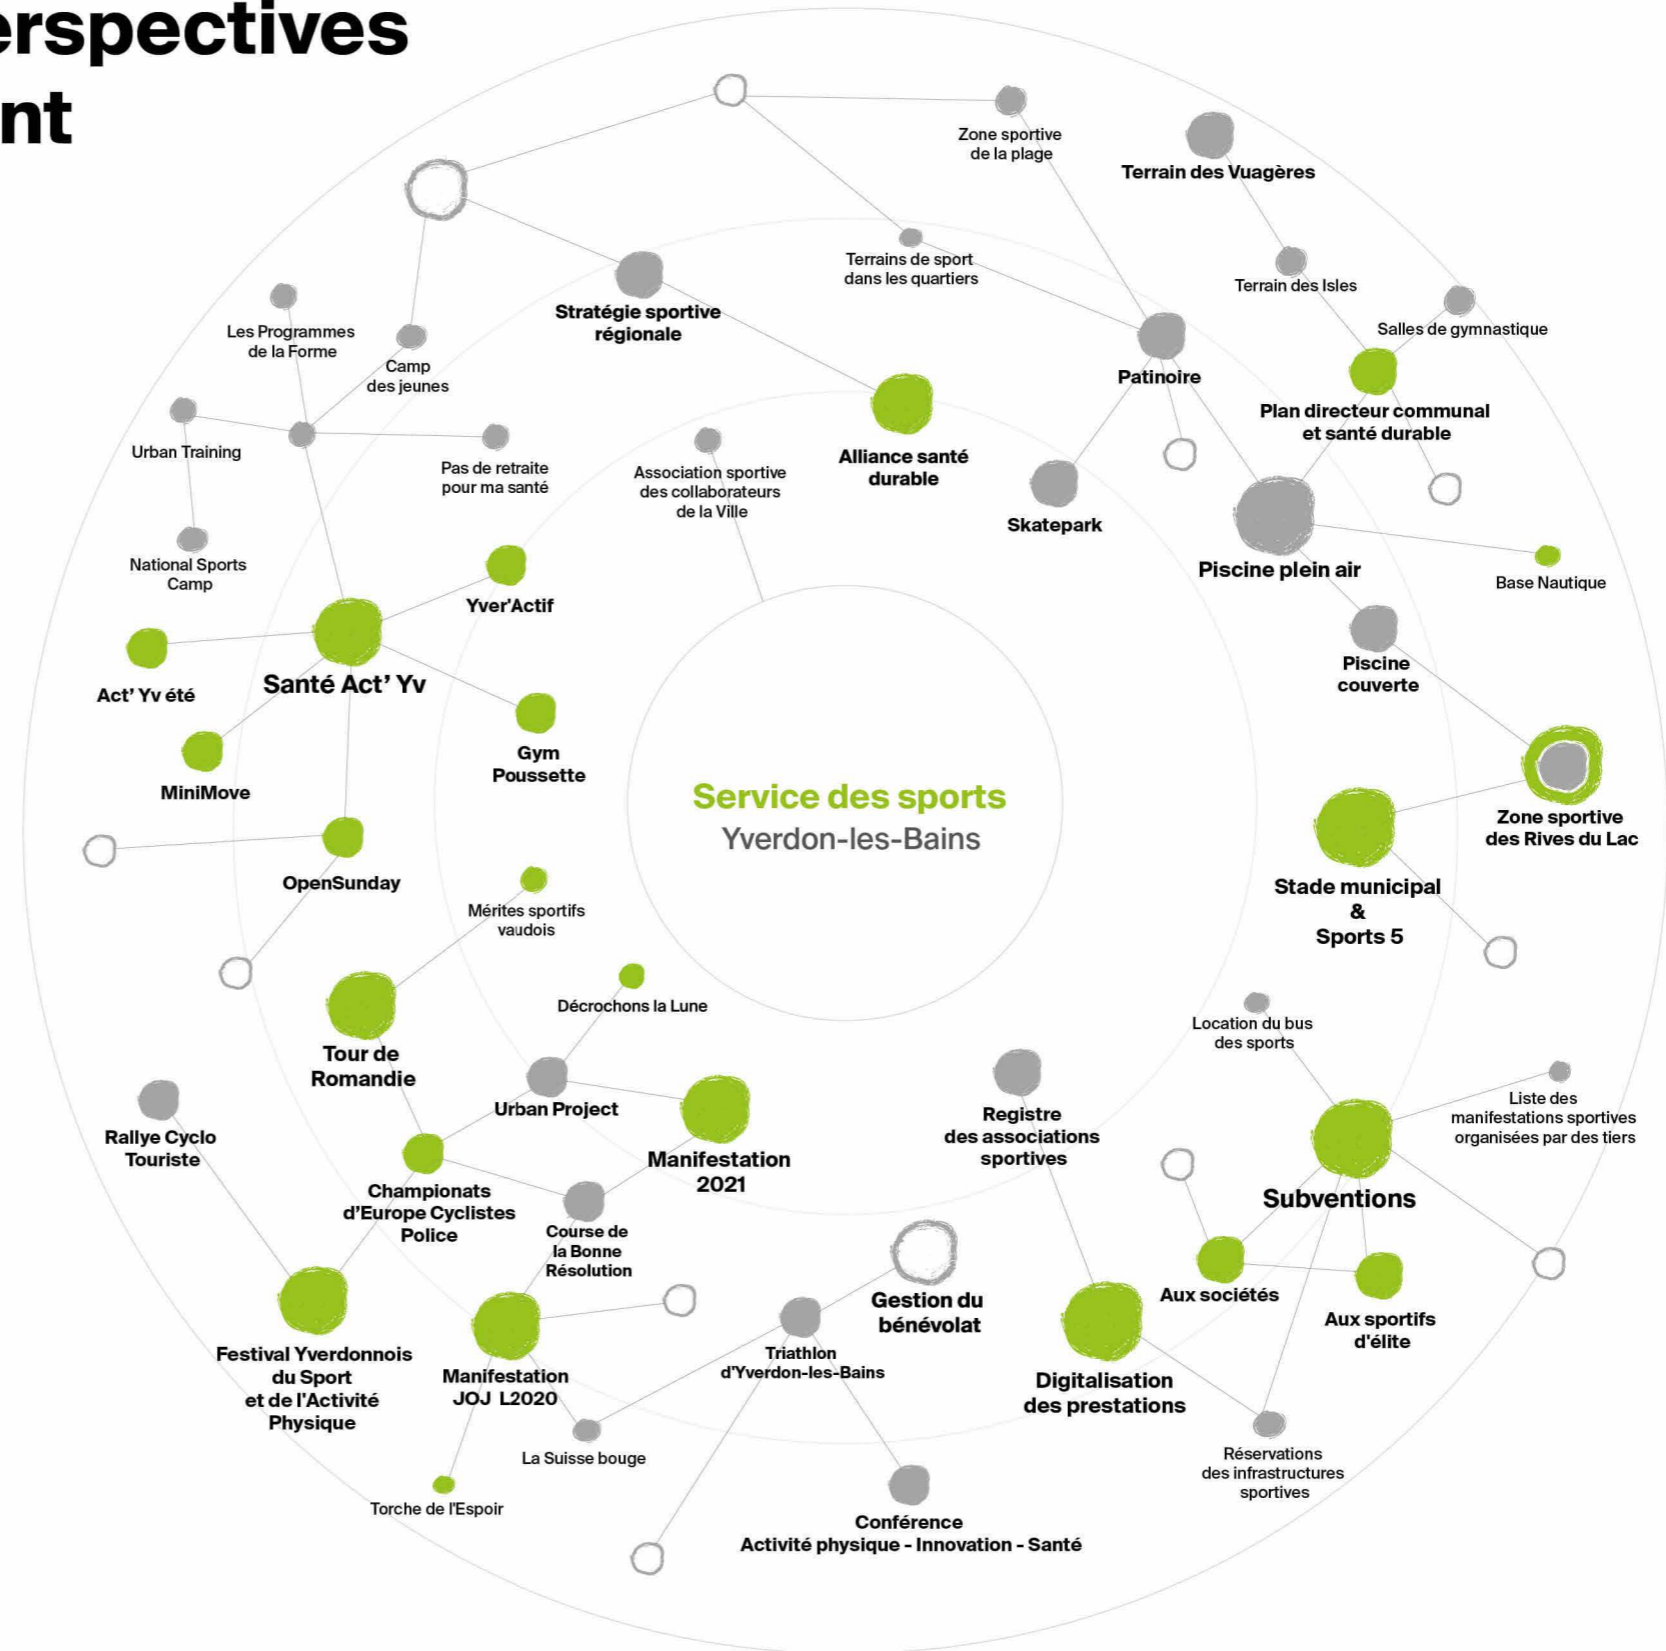 erspectives
nt
Zone sportive
de la plage
Terrain des Vuagères
Terrains de sport
dans les quartiers
Terrain des Isles
Stratégie sportive
régionale
Les Programmes
de la Forme
Camp
des jeunes
Salles de gymnastique
Patinoire
Plan directeur communal
et santé durable
Urban Training
Pas de retraite
pour ma santé
Association sportive
des collaborateurs
de la Ville
Alliance santé
durable
Skatepark
National Sports
Camp
Piscine plein air
Base Nautique
Yver'Actif
Act' Yv été
Santé Act' Yv
Piscine
couverte
Gym
Poussette
MiniMove
Service des sports
Yverdon-les-Bains
Zone sportive
des Rives du Lac
OpenSunday
Stade municipal
&
Sports 5
Mérites sportifs
vaudois
Décrochons la Lune
Location du bus
des sports
Tour de
Romandie
Urban Project
Registre
des associations
sportives
Liste des
manifestations sportives
organisées par des tiers
Rallye Cyclo
Touriste
Manifestation
2021
Championats
d'Europe Cyclistes
Police
Subventions
Course de
la Bonne
Résolution
Gestion du
bénévolat
Aux sociétés
Aux sportifs
d'élite
Festival Yverdonnois
du Sport
et de l'Activité
Physique
Manifestation
JOJ L2020
Triathlon
d'Yverdon-les-Bains
Digitalisation
des prestations
La Suisse bouge
Réservations
des infrastructures
sportives
Torche de l'Espoir
Conférence
Activité physique - Innovation - Santé